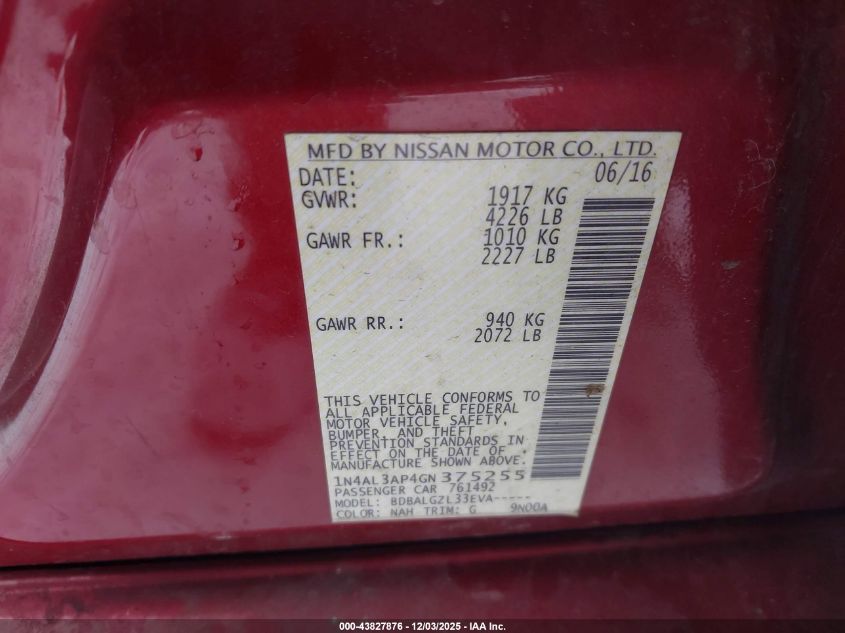 MFD BY NISSAN MOTOR CO., LTD.
DATE: 06/16
GVWR: 1917 KG
4226 LB
GAWR FR.: 1010 KG
2227 LB
GAWR RR.: 940 KG
2072 LB
THIS VEHICLE CONFORMS TO
ALL APPLICABLE FEDERAL
MOTOR VEHICLE SAFETY,
BUMPER, AND THEFT
PREVENTION STANDARDS IN
EFFECT ON THE DATE OF
MANUFACTURE SHOWN ABOVE.
1N4AL3AP4GN375255
PASSENGER CAR 761492
MODEL: BDBALGZL33EVA-----
COLOR: NAH TRIM: G 9N00A
000-43827876 - 12/03/2025 - IAA Inc.